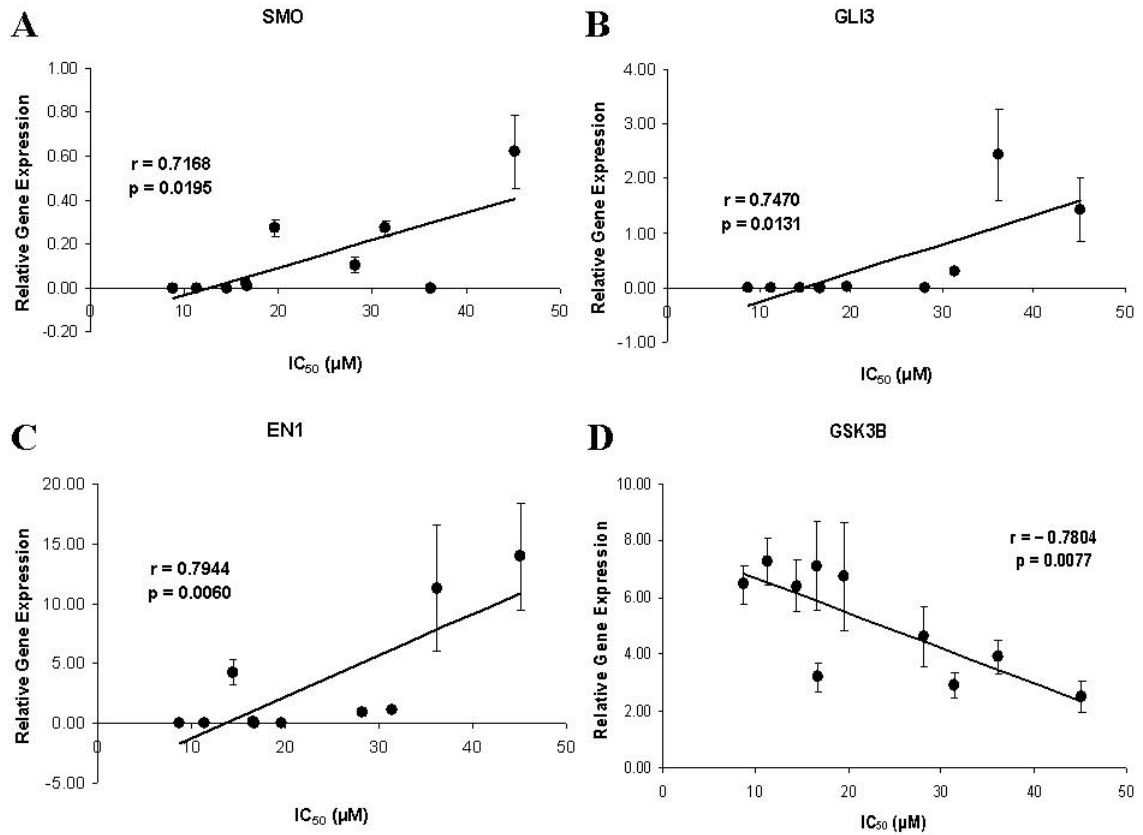 A
SMO
1.00
0.80
0.60
0.40
0.20
0.00
-0.20
Relative Gene Expression
r = 0.7168
p = 0.0195
0 10 20 30 40 50
IC₅₀ (µM)
B
GLI3
4.00
3.00
2.00
1.00
0.00
-1.00
Relative Gene Expression
r = 0.7470
p = 0.0131
0 10 20 30 40 50
IC₅₀ (µM)
C
EN1
20.00
15.00
10.00
5.00
0.00
-5.00
Relative Gene Expression
r = 0.7944
p = 0.0060
0 10 20 30 40 50
IC₅₀ (µM)
D
GSK3B
10.00
8.00
6.00
4.00
2.00
0.00
Relative Gene Expression
r = – 0.7804
p = 0.0077
0 10 20 30 40 50
IC₅₀ (µM)